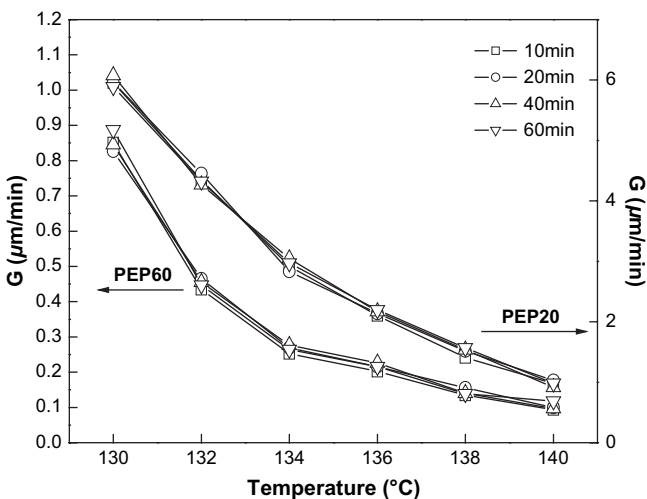 1.2
1.1
1.0
0.9
0.8
0.7
0.6
0.5
0.4
0.3
0.2
0.1
0.0
G (µm/min)
6
4
2
0
G (µm/min)
10min
20min
40min
60min
PEP60
PEP20
130 132 134 136 138 140
Temperature (°C)